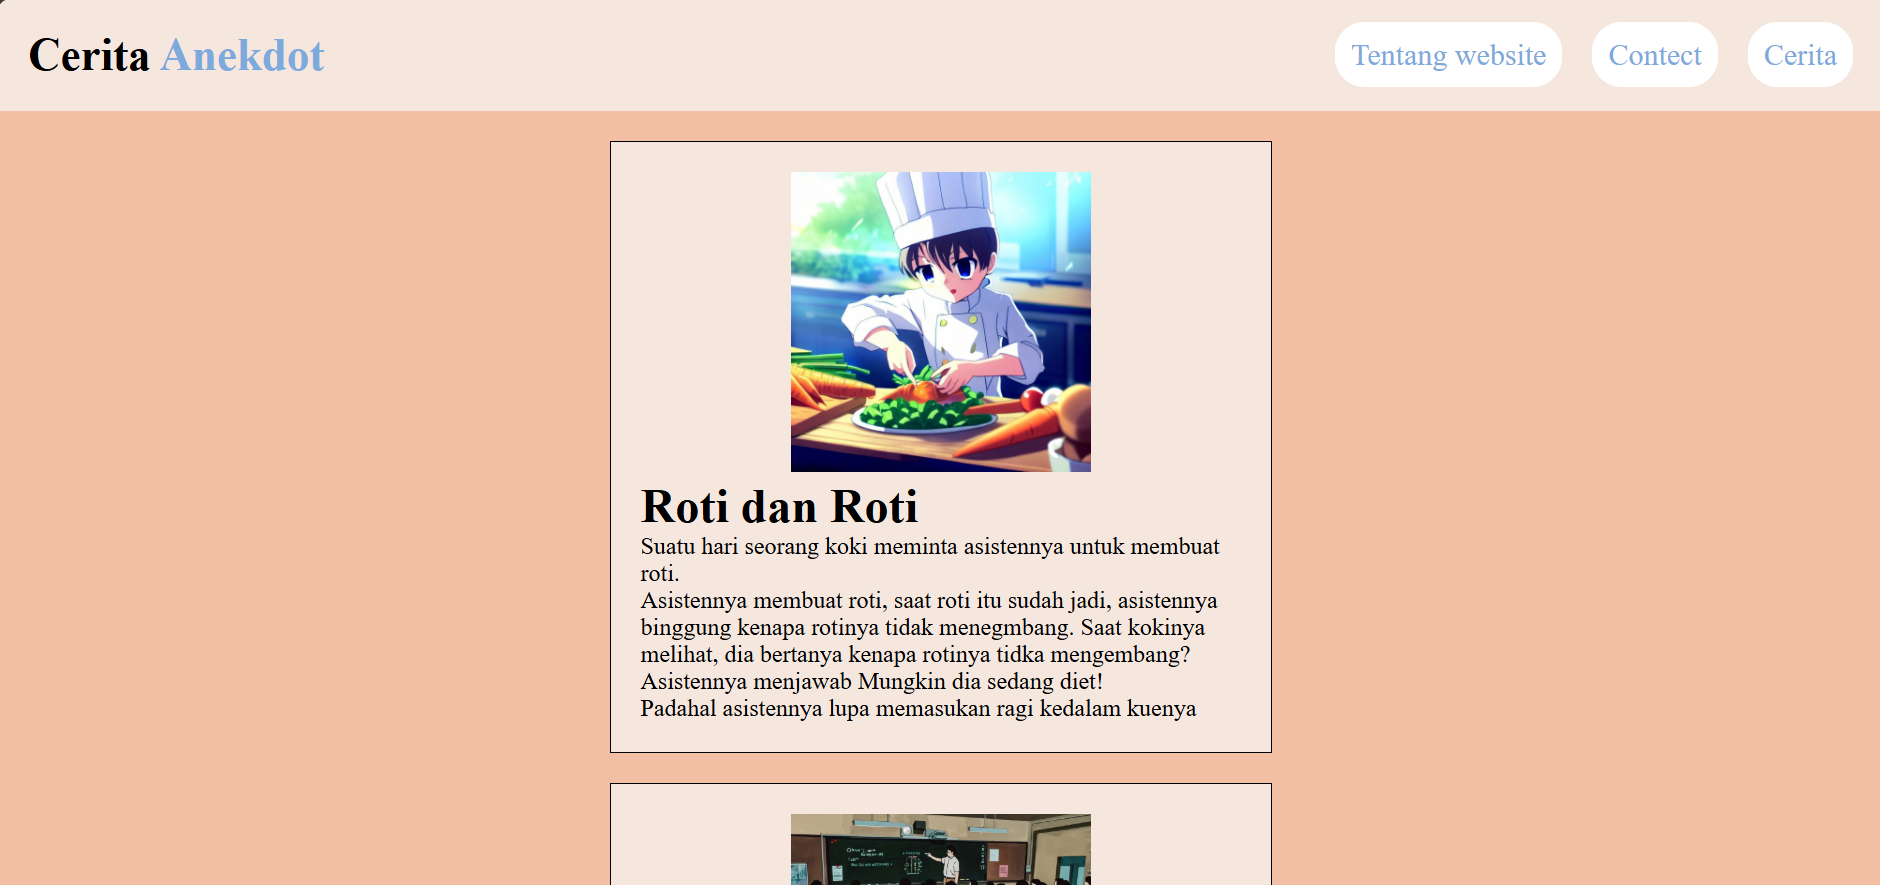 Cerita Anekdot
Tentang website
Contect
Cerita
Roti dan Roti
Suatu hari seorang koki meminta asistennya untuk membuat
roti.
Asistennya membuat roti, saat roti itu sudah jadi, asistennya
binggung kenapa rotinya tidak menegmbang. Saat kokinya
melihat, dia bertanya kenapa rotinya tidka mengembang?
Asistennya menjawab Mungkin dia sedang diet!
Padahal asistennya lupa memasukan ragi kedalam kuenya